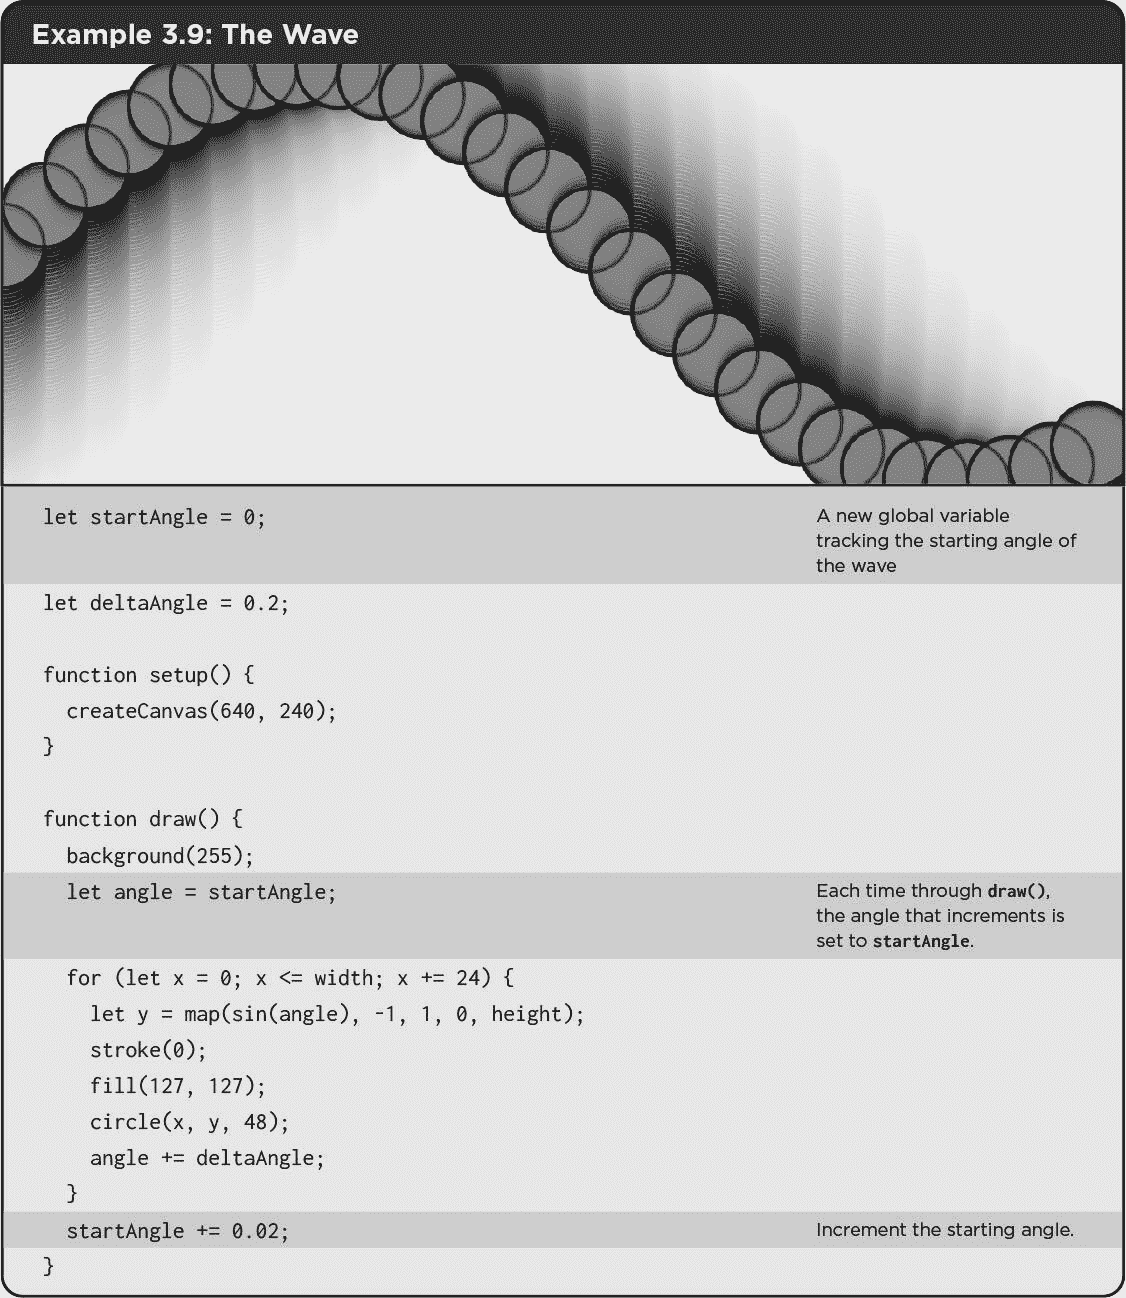 Example 3.9: The Wave
let startAngle = 0;
A new global variable
tracking the starting angle of
the wave
let deltaAngle = 0.2;
function setup() {
  createCanvas(640, 240);
}
function draw() {
  background(255);
  let angle = startAngle;
Each time through draw(),
the angle that increments is
set to startAngle.
  for (let x = 0; x <= width; x += 24) {
    let y = map(sin(angle), -1, 1, 0, height);
    stroke(0);
    fill(127, 127);
    circle(x, y, 48);
    angle += deltaAngle;
  }
  startAngle += 0.02;
Increment the starting angle.
}